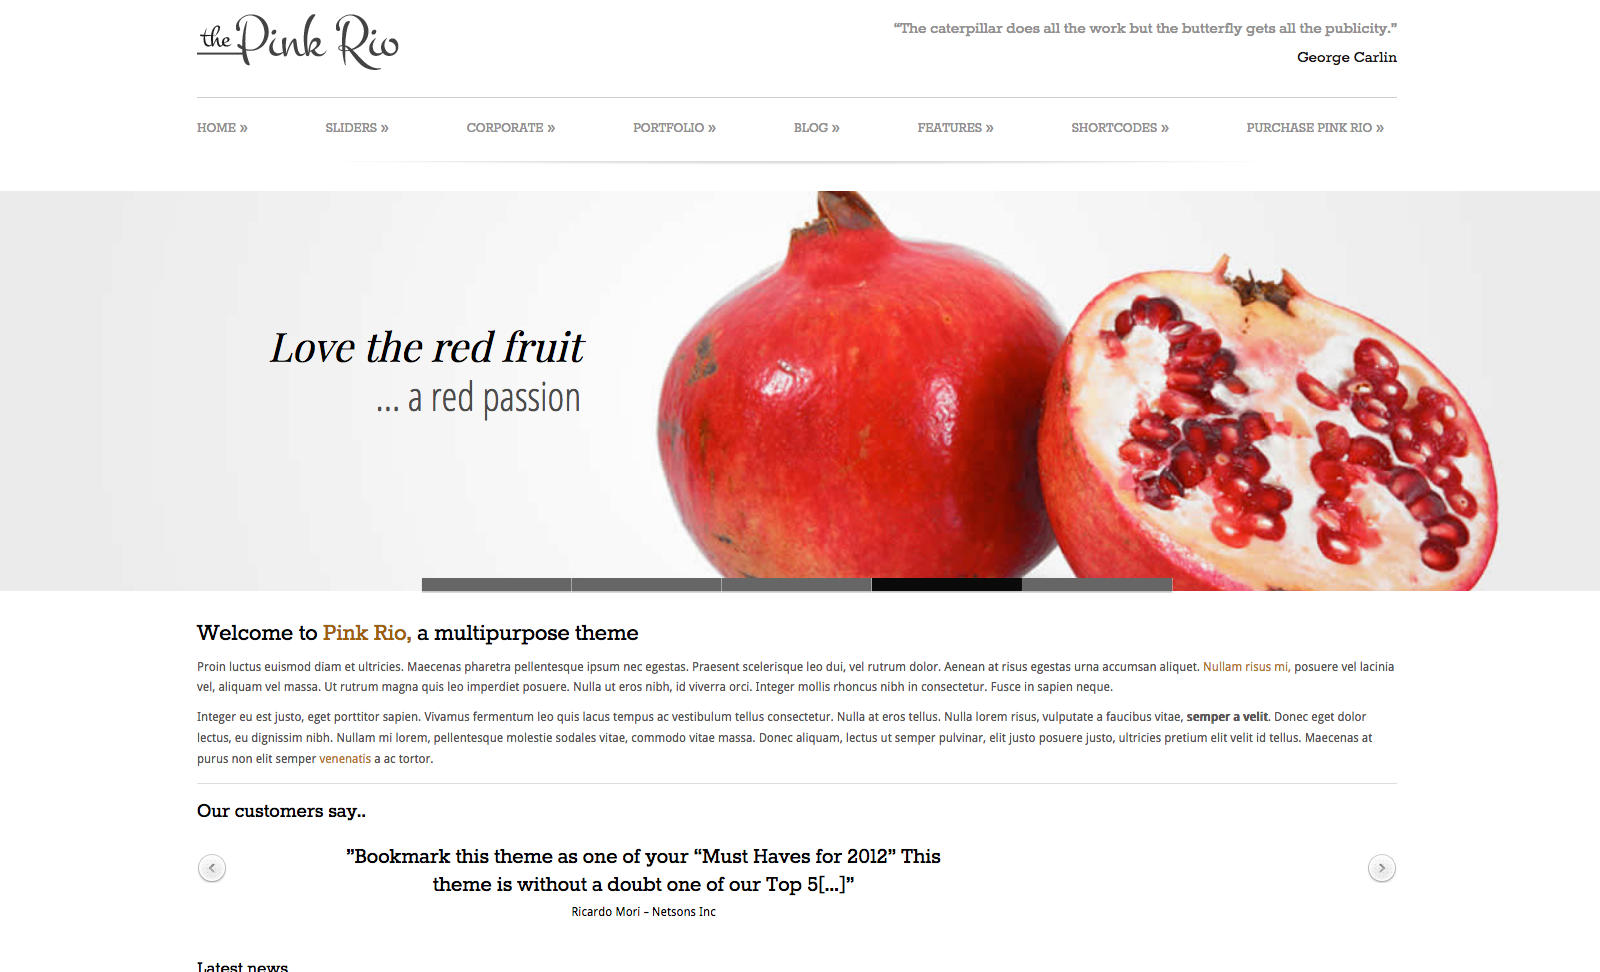 the Pink Rio
“The caterpillar does all the work but the butterfly gets all the publicity.”
George Carlin
HOME » SLIDERS » CORPORATE » PORTFOLIO » BLOG » FEATURES » SHORTCODES » PURCHASE PINK RIO »
Love the red fruit
... a red passion
Welcome to Pink Rio, a multipurpose theme
Proin luctus euismod diam et ultricies. Maecenas pharetra pellentesque ipsum nec egestas. Praesent scelerisque leo dui, vel rutrum dolor. Aenean at risus egestas urna accumsan aliquet. Nullam risus mi, posuere vel lacinia
vel, aliquam vel massa. Ut rutrum magna quis leo imperdiet posuere. Nulla ut eros nibh, id viverra orci. Integer mollis rhoncus nibh in consectetur. Fusce in sapien neque.
Integer eu est justo, eget porttitor sapien. Vivamus fermentum leo quis lacus tempus ac vestibulum tellus consectetur. Nulla at eros tellus. Nulla lorem risus, vulputate a faucibus vitae, semper a velit. Donec eget dolor
lectus, eu dignissim nibh. Nullam mi lorem, pellentesque molestie sodales vitae, commodo vitae massa. Donec aliquam, lectus ut semper pulvinar, elit justo posuere justo, ultricies pretium elit velit id tellus. Maecenas at
purus non elit semper venenatis a ac tortor.
Our customers say..
”Bookmark this theme as one of your “Must Haves for 2012” This
theme is without a doubt one of our Top 5[...]”
Ricardo Mori – Netsons Inc
Latest news